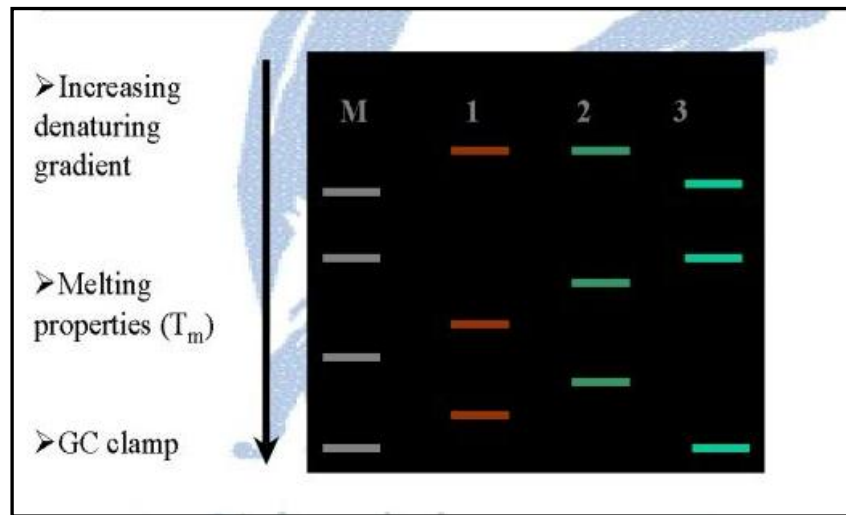 ➢Increasing
denaturing
gradient
➢Melting
properties (Tm)
➢GC clamp
M 1 2 3